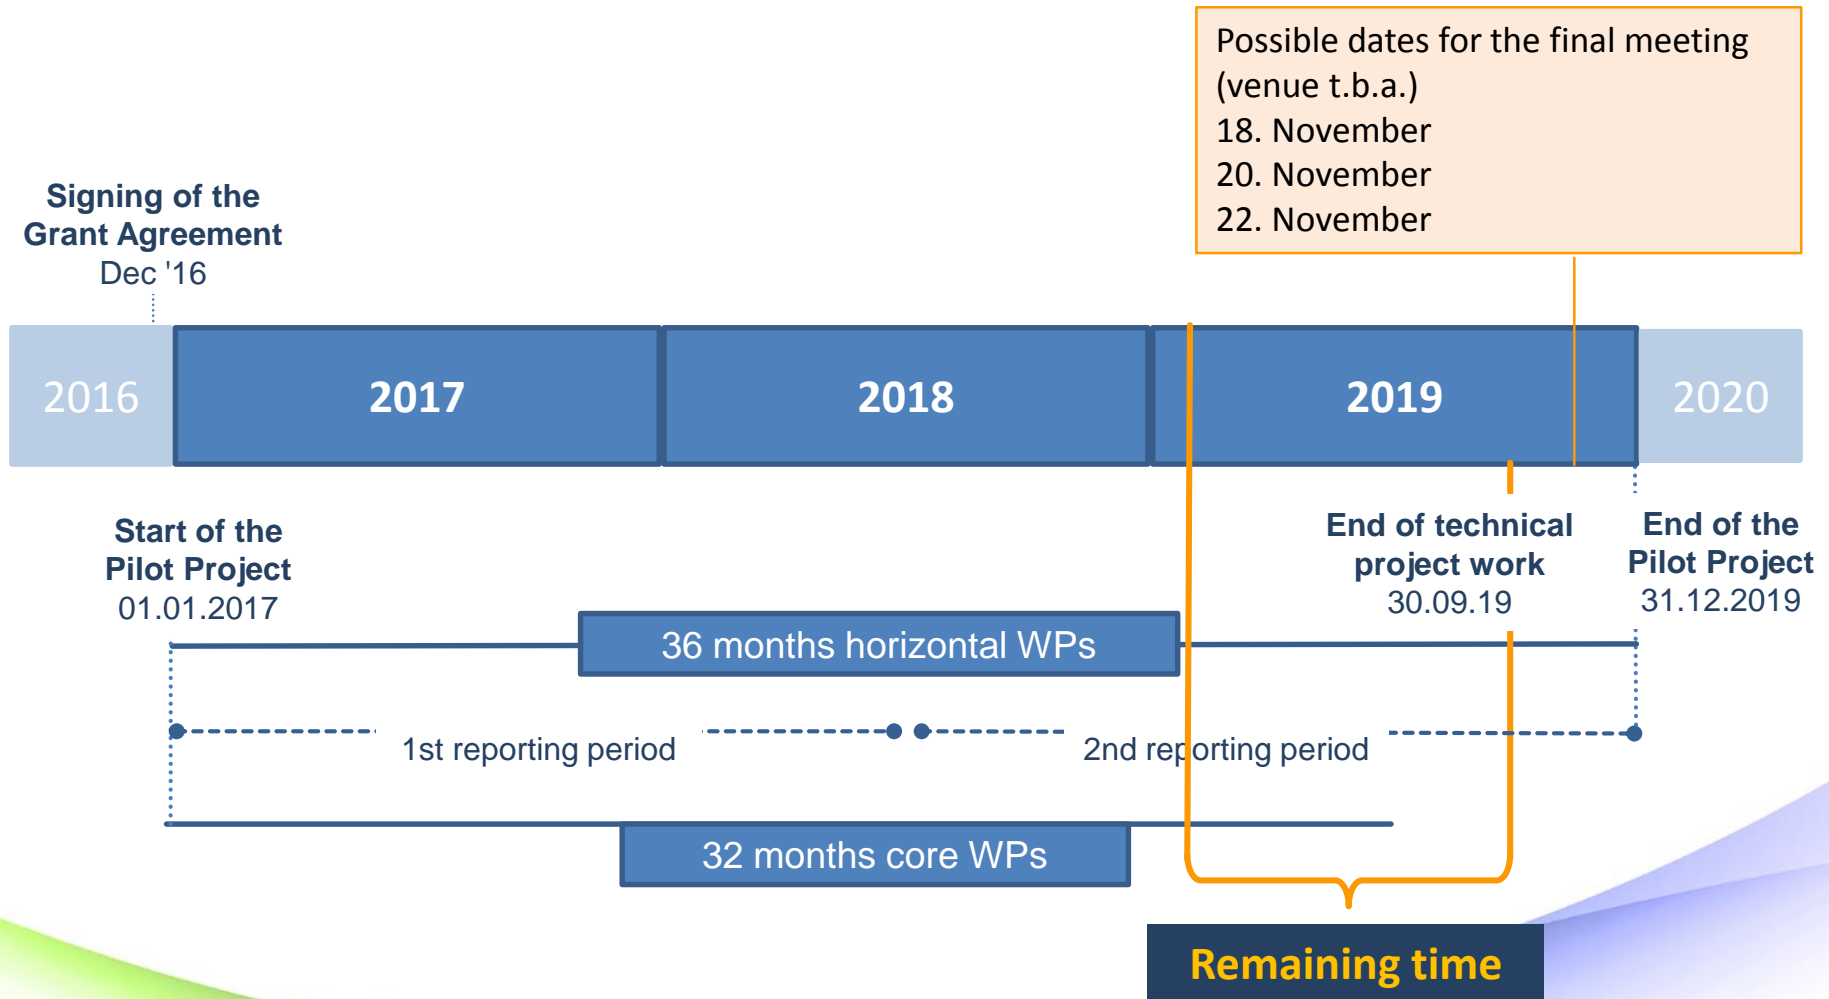 Possible dates for the final meeting
(venue t.b.a.)
18. November
20. November
22. November
Signing of the
Grant Agreement
Dec '16
2016
2017
2018
2019
2020
Start of the
Pilot Project
01.01.2017
End of technical
project work
30.09.19
End of the
Pilot Project
31.12.2019
36 months horizontal WPs
1st reporting period
2nd reporting period
32 months core WPs
Remaining time